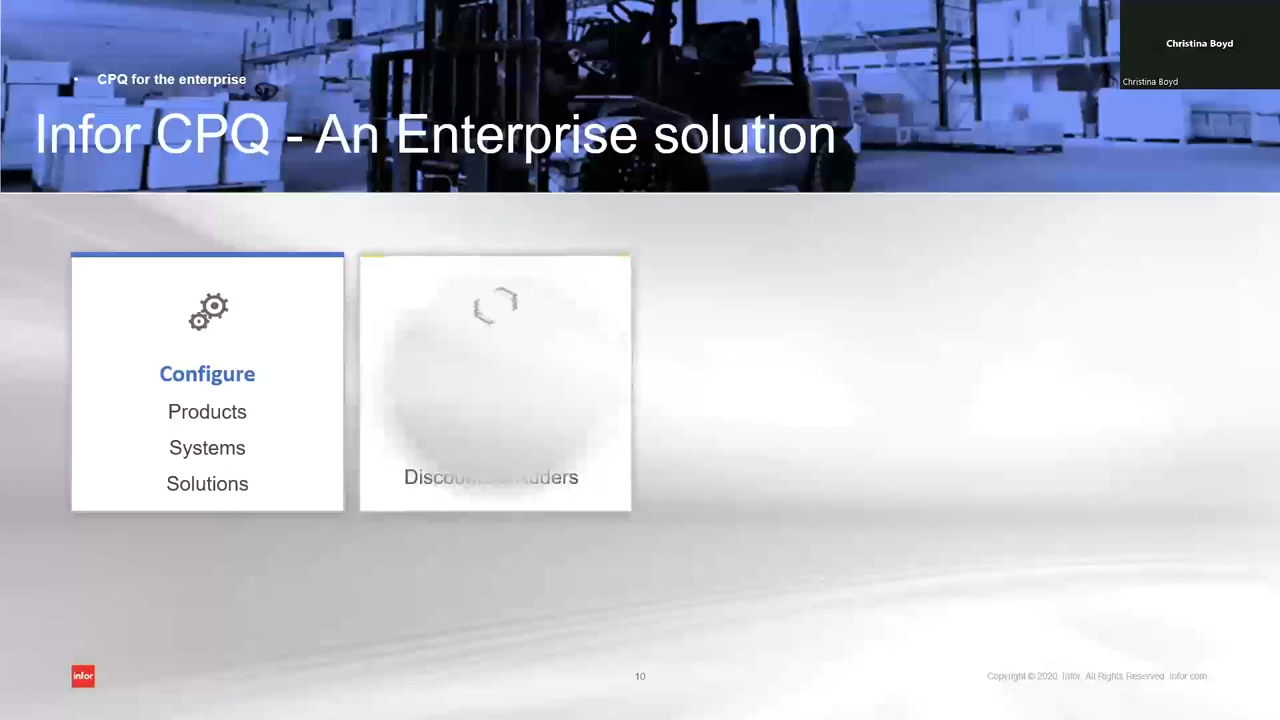 Christina Boyd
Christina Boyd
• CPQ for the enterprise
Infor CPQ - An Enterprise solution
Configure
Products
Systems
Solutions
infor
10
Copyright © 2020. Infor. All Rights Reserved. infor.com